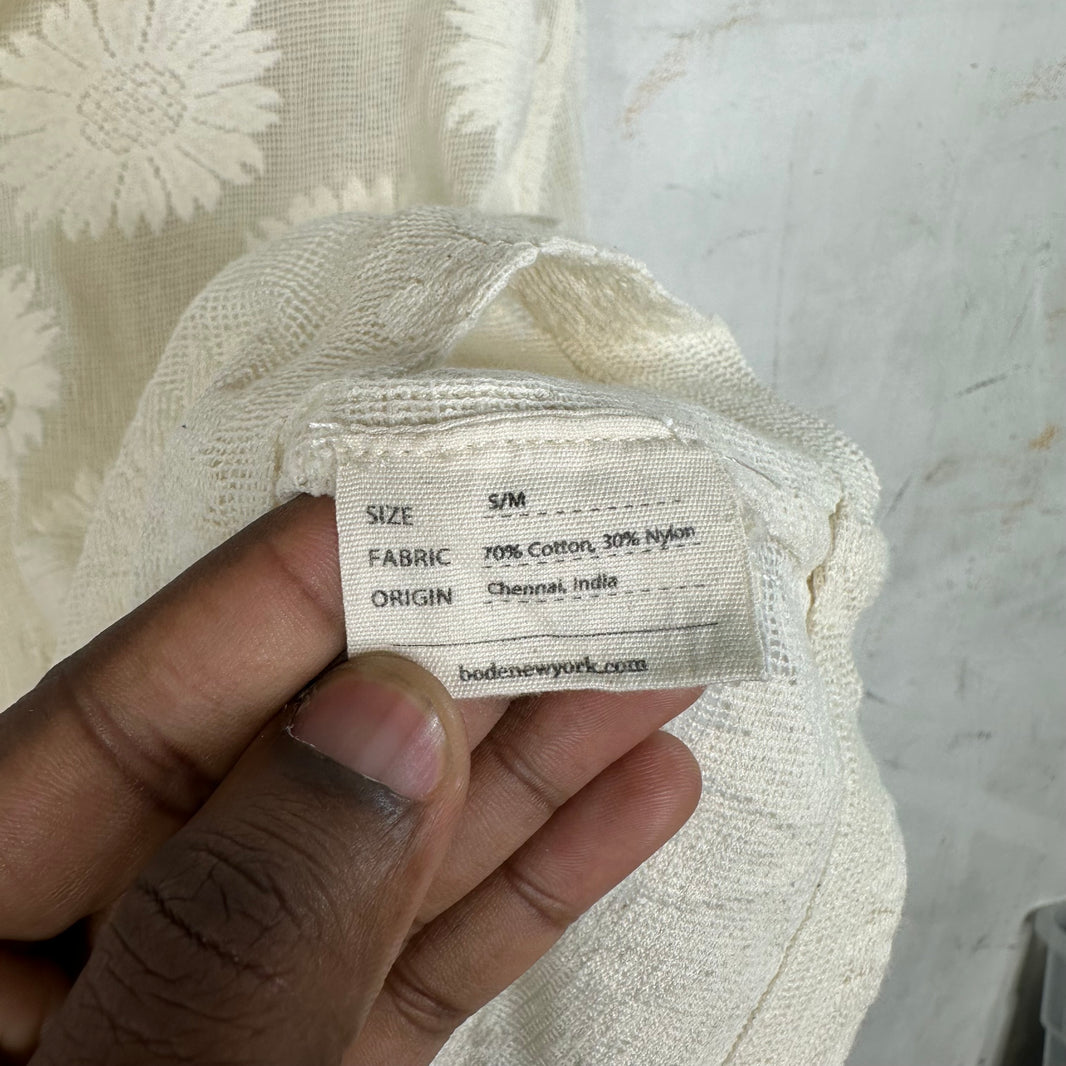 SIZE S/M
FABRIC 70% Cotton, 30% Nylon
ORIGIN Chennai, India
bodenewyork.com